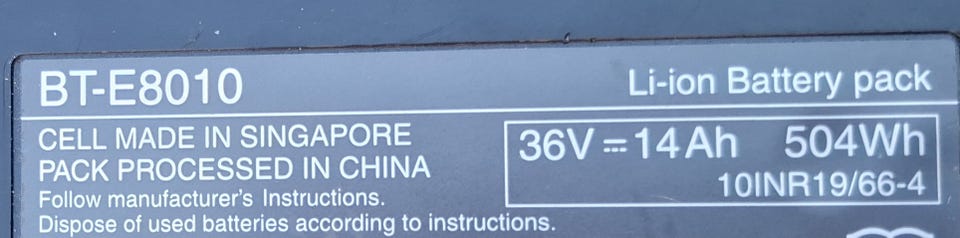 BT-E8010
Li-ion Battery pack
CELL MADE IN SINGAPORE
PACK PROCESSED IN CHINA
Follow manufacturer's Instructions.
Dispose of used batteries according to instructions.
36V ⎓ 14Ah 504Wh
10INR19/66-4